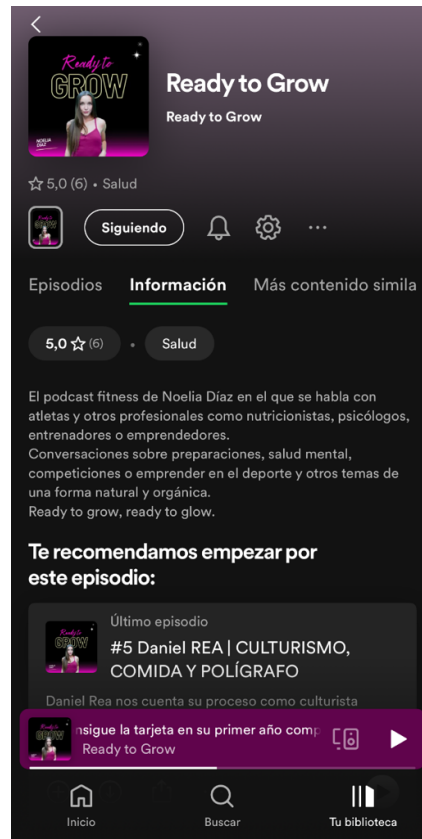 Ready to
GROW
NOELIA
DÍAZ
Ready to Grow
Ready to Grow
5,0 (6) • Salud
Siguiendo
Episodios Información Más contenido simila
5,0 (6) • Salud
El podcast fitness de Noelia Díaz en el que se habla con
atletas y otros profesionales como nutricionistas, psicólogos,
entrenadores o emprendedores.
Conversaciones sobre preparaciones, salud mental,
competiciones o emprender en el deporte y otros temas de
una forma natural y orgánica.
Ready to grow, ready to glow.
Te recomendamos empezar por
este episodio:
Ready to
GROW
Último episodio
#5 Daniel REA | CULTURISMO,
COMIDA Y POLÍGRAFO
Daniel Rea nos cuenta su proceso como culturista
nsigue la tarjeta en su primer año comp
Ready to Grow
Inicio Buscar Tu biblioteca